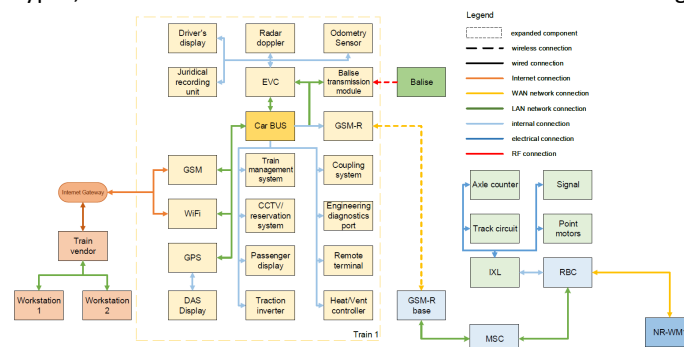 Legend
expanded component
wireless connection
wired connection
Internet connection
WAN network connection
LAN network connection
internal connection
electrical connection
RF connection
Driver's
display
Radar
doppler
Odometry
Sensor
Juridical
recording
unit
EVC
Balise
transmission
module
Balise
Car BUS
GSM-R
GSM
Train
management
system
Coupling
system
Internet Gateway
WiFi
CCTV/
reservation
system
Engineering
diagnostics
port
Train
vendor
GPS
Passenger
display
Remote
terminal
Workstation
1
Workstation
2
DAS
Display
Traction
inverter
Heat/Vent
controller
Train 1
Axle counter
Signal
Track circuit
Point
motors
IXL
RBC
GSM-R
base
MSC